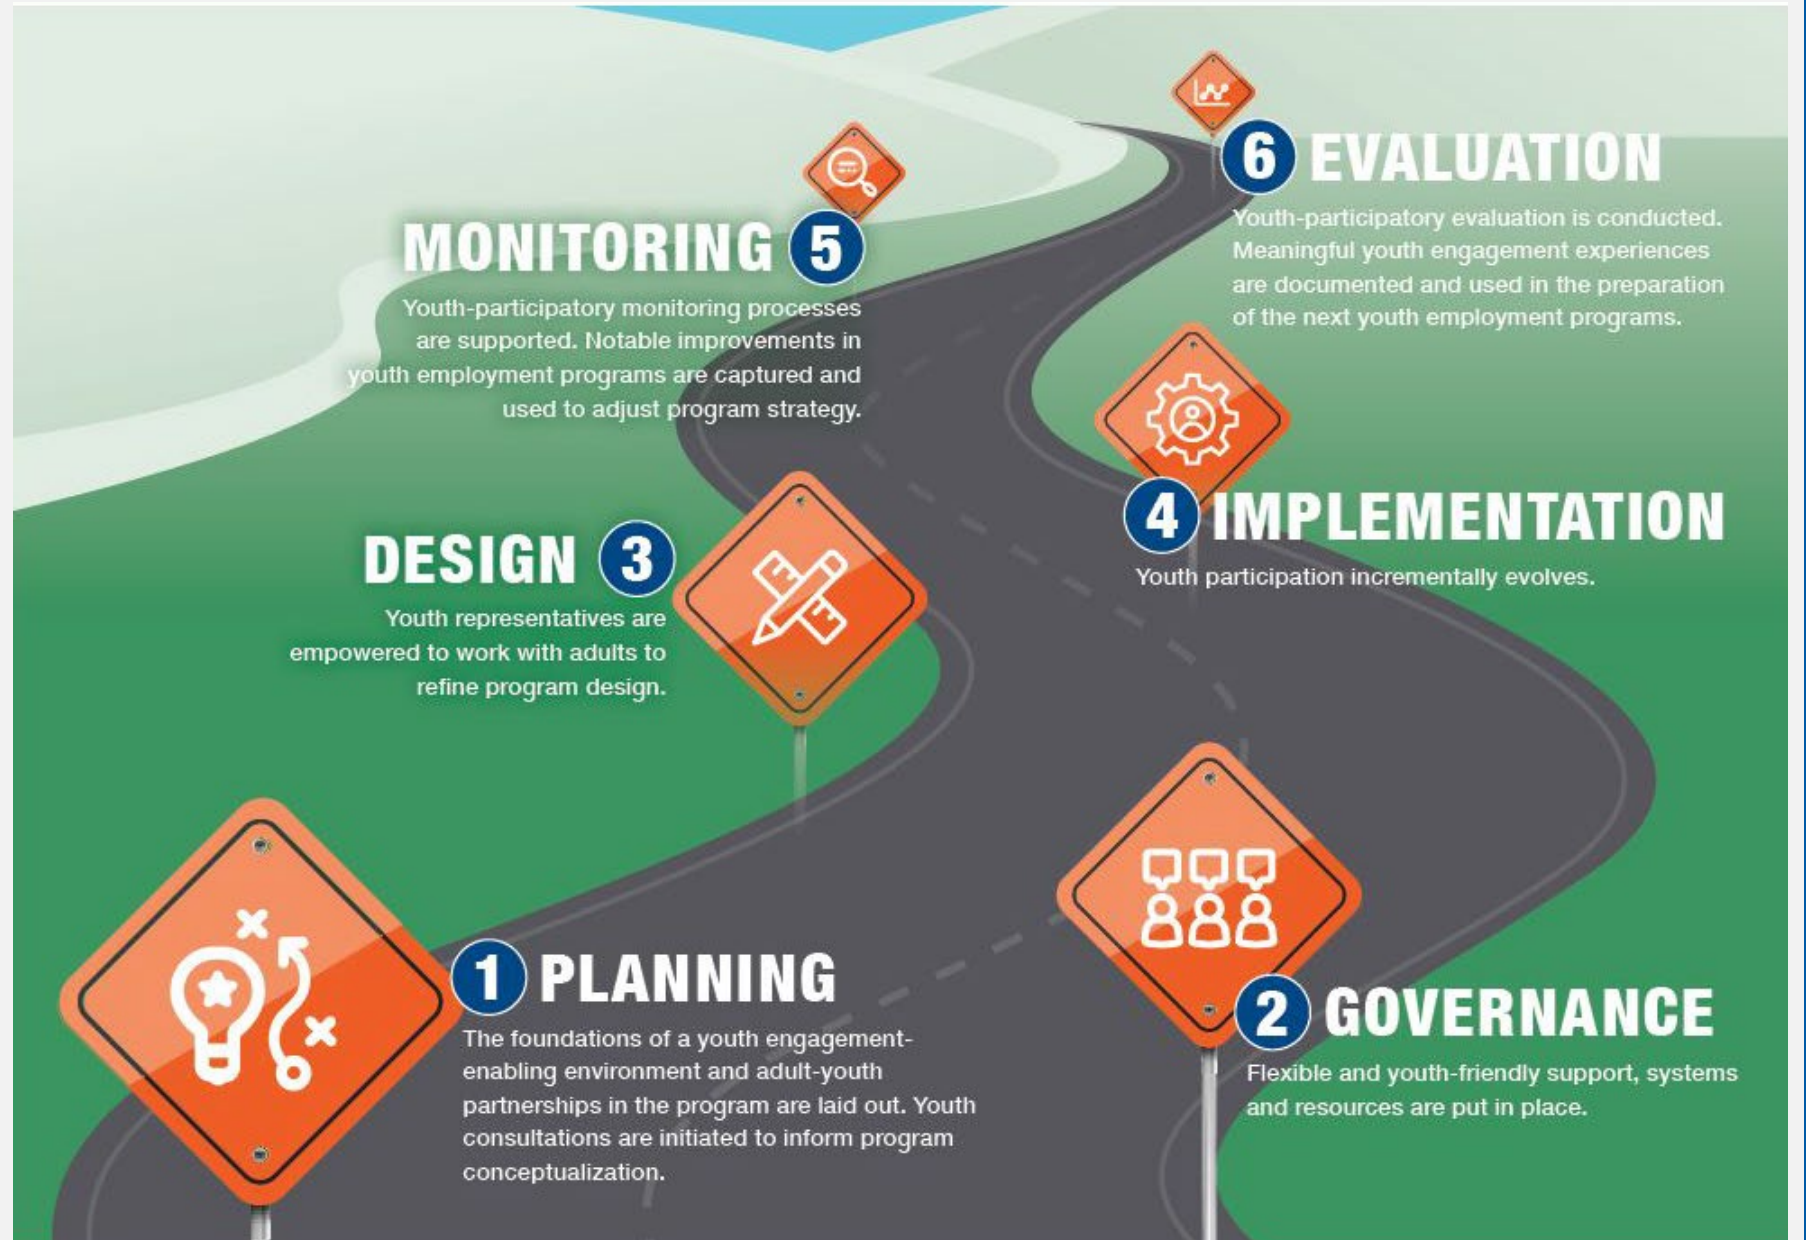 6 EVALUATION
Youth-participatory evaluation is conducted.
Meaningful youth engagement experiences
are documented and used in the preparation
of the next youth employment programs.
MONITORING 5
Youth-participatory monitoring processes
are supported. Notable improvements in
youth employment programs are captured and
used to adjust program strategy.
4 IMPLEMENTATION
Youth participation incrementally evolves.
DESIGN 3
Youth representatives are
empowered to work with adults to
refine program design.
1 PLANNING
The foundations of a youth engagement-
enabling environment and adult-youth
partnerships in the program are laid out. Youth
consultations are initiated to inform program
conceptualization.
2 GOVERNANCE
Flexible and youth-friendly support, systems
and resources are put in place.